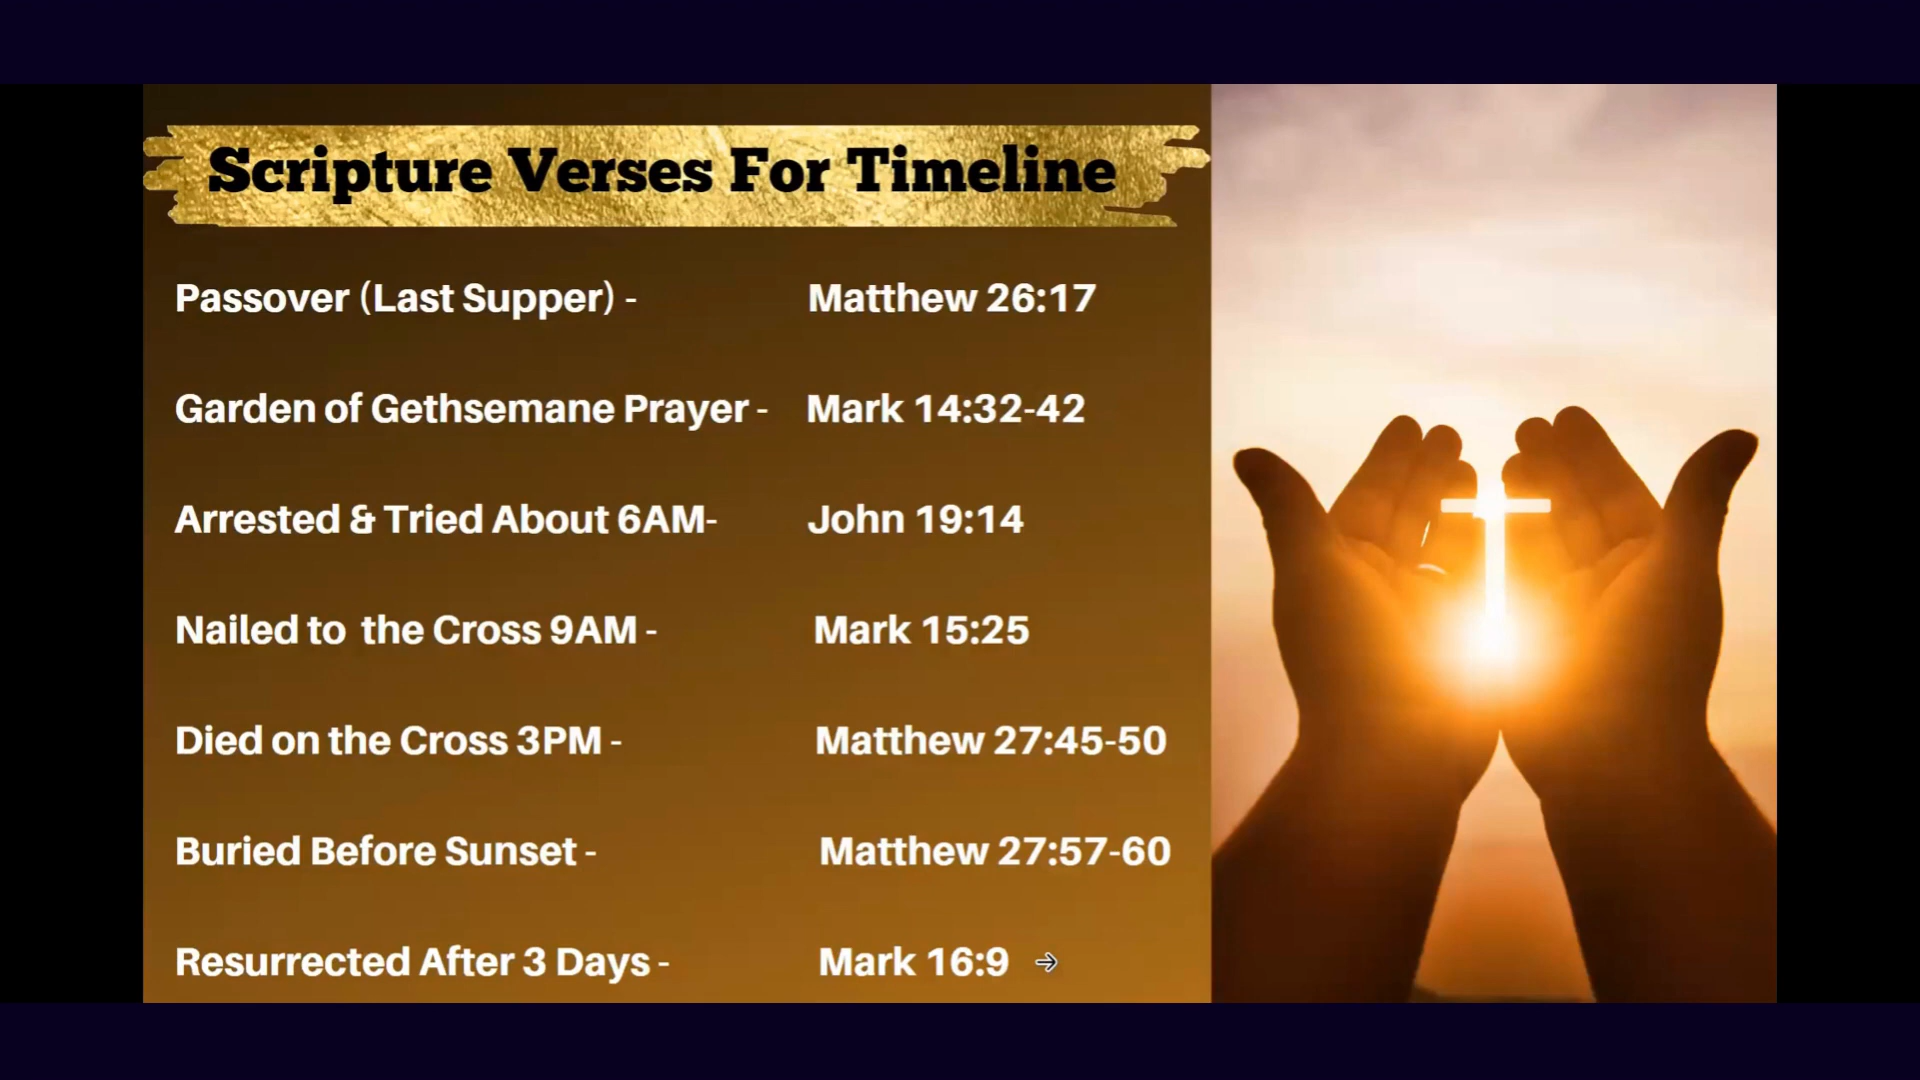 Scripture Verses For Timeline
Passover (Last Supper) - Matthew 26:17
Garden of Gethsemane Prayer - Mark 14:32-42
Arrested & Tried About 6AM- John 19:14
Nailed to the Cross 9AM - Mark 15:25
Died on the Cross 3PM - Matthew 27:45-50
Buried Before Sunset - Matthew 27:57-60
Resurrected After 3 Days - Mark 16:9 →